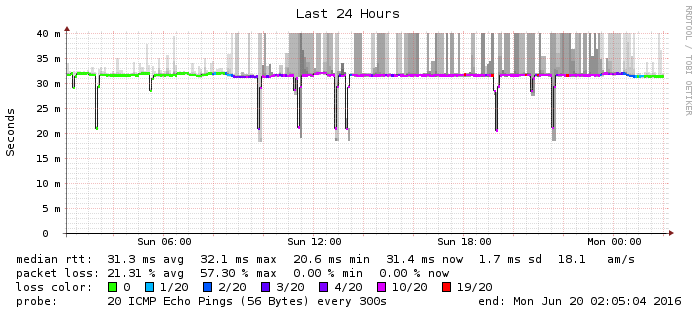 Last 24 Hours
RRDTOOL / TOBI OETIKER
Seconds
40 m
35 m
30 m
25 m
20 m
15 m
10 m
5 m
0
Sun 06:00 Sun 12:00 Sun 18:00 Mon 00:00
median rtt: 31.3 ms avg 32.1 ms max 20.6 ms min 31.4 ms now 1.7 ms sd 18.1 am/s
packet loss: 21.31 % avg 57.30 % max 0.00 % min 0.00 % now
loss color: 0 1/20 2/20 3/20 4/20 10/20 19/20
probe: 20 ICMP Echo Pings (56 Bytes) every 300s end: Mon Jun 20 02:05:04 2016